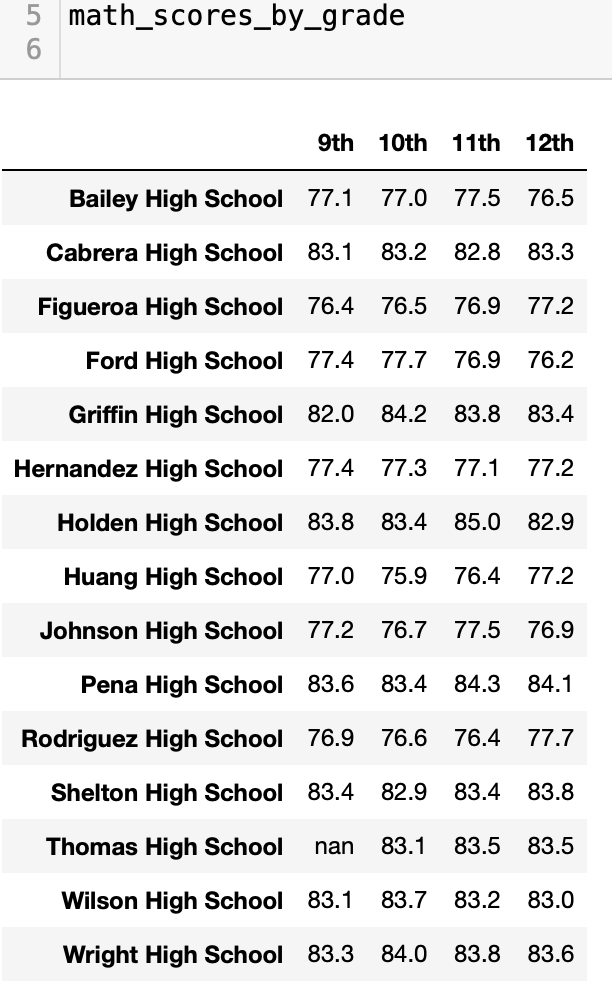 5 math_scores_by_grade
6
9th 10th 11th 12th
Bailey High School 77.1 77.0 77.5 76.5
Cabrera High School 83.1 83.2 82.8 83.3
Figueroa High School 76.4 76.5 76.9 77.2
Ford High School 77.4 77.7 76.9 76.2
Griffin High School 82.0 84.2 83.8 83.4
Hernandez High School 77.4 77.3 77.1 77.2
Holden High School 83.8 83.4 85.0 82.9
Huang High School 77.0 75.9 76.4 77.2
Johnson High School 77.2 76.7 77.5 76.9
Pena High School 83.6 83.4 84.3 84.1
Rodriguez High School 76.9 76.6 76.4 77.7
Shelton High School 83.4 82.9 83.4 83.8
Thomas High School nan 83.1 83.5 83.5
Wilson High School 83.1 83.7 83.2 83.0
Wright High School 83.3 84.0 83.8 83.6